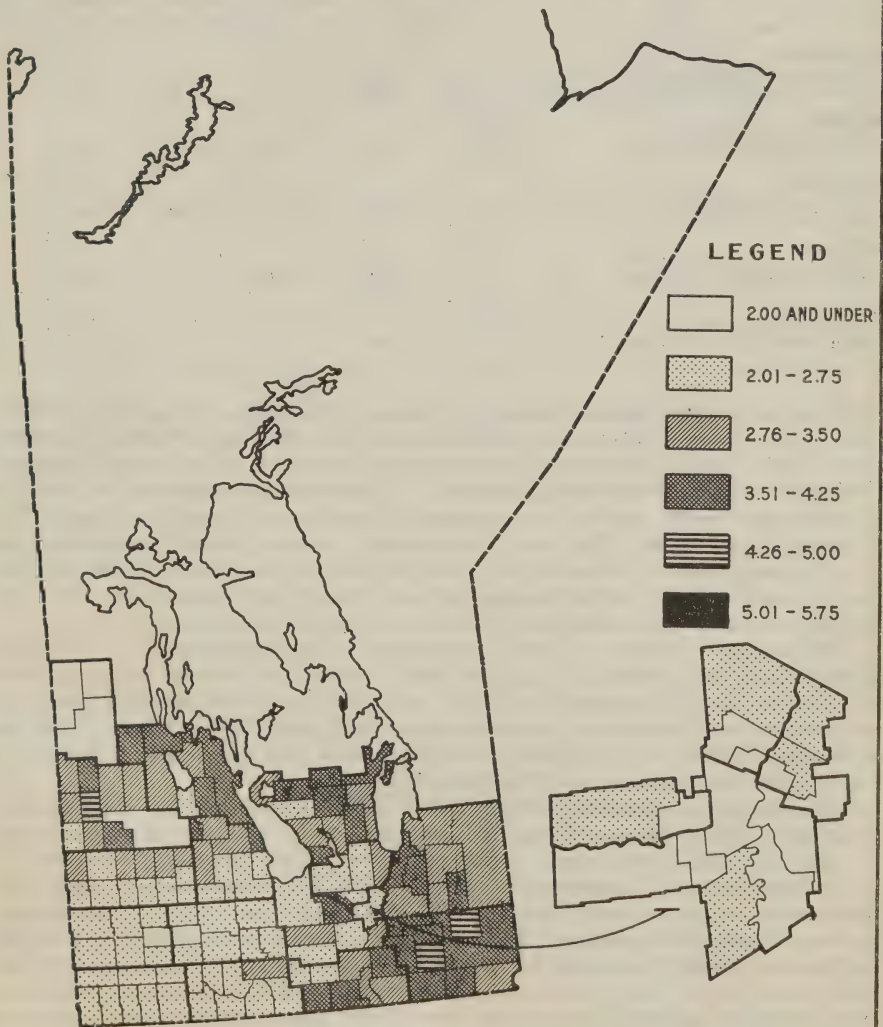 LEGEND
2.00 AND UNDER
2.01 - 2.75
2.76 - 3.50
3.51 - 4.25
4.26 - 5.00
5.01 - 5.75